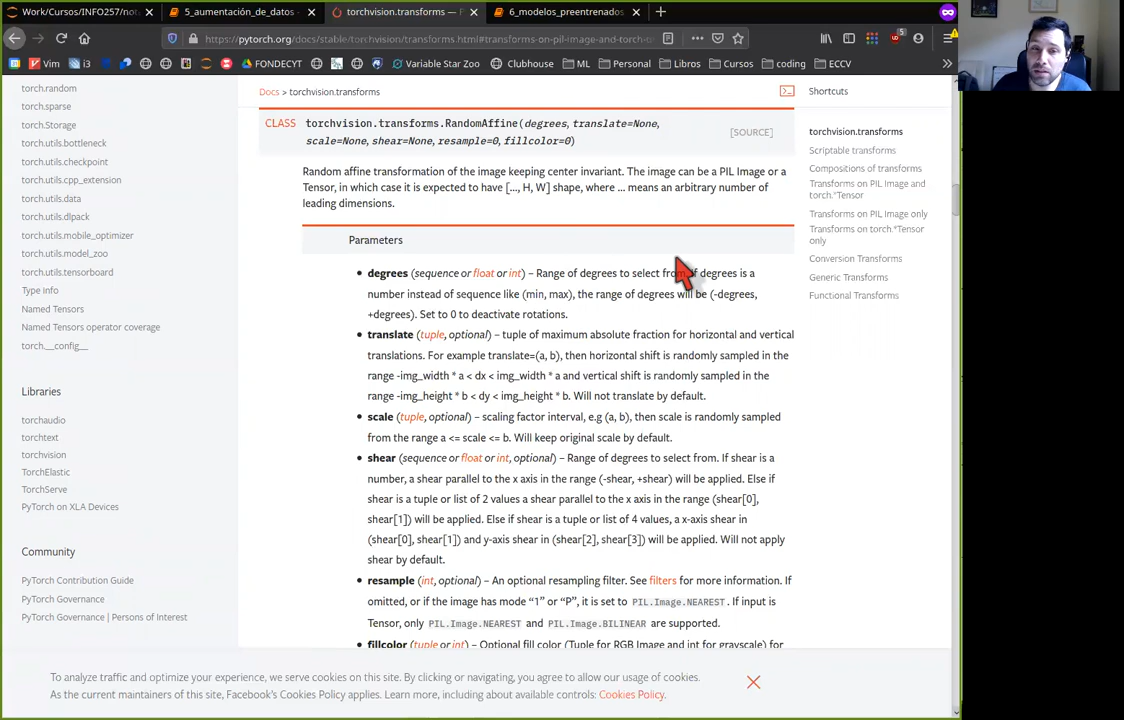 Work/Cursos/INFO257/not
5_aumentación_de_datos -
torchvision.transforms — P
6_modelos_preentrenados
https://pytorch.org/docs/stable/torchvision/transforms.html#transforms-on-pil-image-and-torch-
5
Vim
i3
FONDECYT
Variable Star Zoo
Clubhouse
ML
Personal
Libros
Cursos
coding
ECCV
torch.random
torch.sparse
torch.Storage
torch.utils.bottleneck
torch.utils.checkpoint
torch.utils.cpp_extension
torch.utils.data
torch.utils.dlpack
torch.utils.mobile_optimizer
torch.utils.model_zoo
torch.utils.tensorboard
Type info
Named Tensors
Named Tensors operator coverage
torch.__config__
Libraries
torchaudio
torchtext
torchvision
TorchElastic
TorchServe
PyTorch on XLA Devices
Community
PyTorch Contribution Guide
PyTorch Governance
PyTorch Governance | Persons of Interest
Docs > torchvision.transforms
CLASS torchvision.transforms.RandomAffine(degrees, translate=None,
scale=None, shear=None, resample=0, fillcolor=0)
[SOURCE]
Random affine transformation of the image keeping center invariant. The image can be a PIL Image or a
Tensor, in which case it is expected to have [..., H, W] shape, where ... means an arbitrary number of
leading dimensions.
Parameters
• degrees (sequence or float or int) – Range of degrees to select from. If degrees is a
number instead of sequence like (min, max), the range of degrees will be (-degrees,
+degrees). Set to 0 to deactivate rotations.
• translate (tuple, optional) – tuple of maximum absolute fraction for horizontal and vertical
translations. For example translate=(a, b), then horizontal shift is randomly sampled in the
range -img_width * a < dx < img_width * a and vertical shift is randomly sampled in the
range -img_height * b < dy < img_height * b. Will not translate by default.
• scale (tuple, optional) – scaling factor interval, e.g (a, b), then scale is randomly sampled
from the range a <= scale <= b. Will keep original scale by default.
• shear (sequence or float or int, optional) – Range of degrees to select from. If shear is a
number, a shear parallel to the x axis in the range (-shear, +shear) will be applied. Else if
shear is a tuple or list of 2 values a shear parallel to the x axis in the range (shear[0],
shear[1]) will be applied. Else if shear is a tuple or list of 4 values, a x-axis shear in
(shear[0], shear[1]) and y-axis shear in (shear[2], shear[3]) will be applied. Will not apply
shear by default.
• resample (int, optional) – An optional resampling filter. See filters for more information. If
omitted, or if the image has mode “1” or “P”, it is set to PIL.Image.NEAREST. If input is
Tensor, only PIL.Image.NEAREST and PIL.Image.BILINEAR are supported.
• fillcolor (tuple or int) – Optional fill color (Tuple for RGB Image and int for grayscale) for
Shortcuts
torchvision.transforms
Scriptable transforms
Compositions of transforms
Transforms on PIL Image and
torch.*Tensor
Transforms on PIL Image only
Transforms on torch.*Tensor
only
Conversion Transforms
Generic Transforms
Functional Transforms
To analyze traffic and optimize your experience, we serve cookies on this site. By clicking or navigating, you agree to allow our usage of cookies.
As the current maintainers of this site, Facebook’s Cookies Policy applies. Learn more, including about available controls: Cookies Policy.